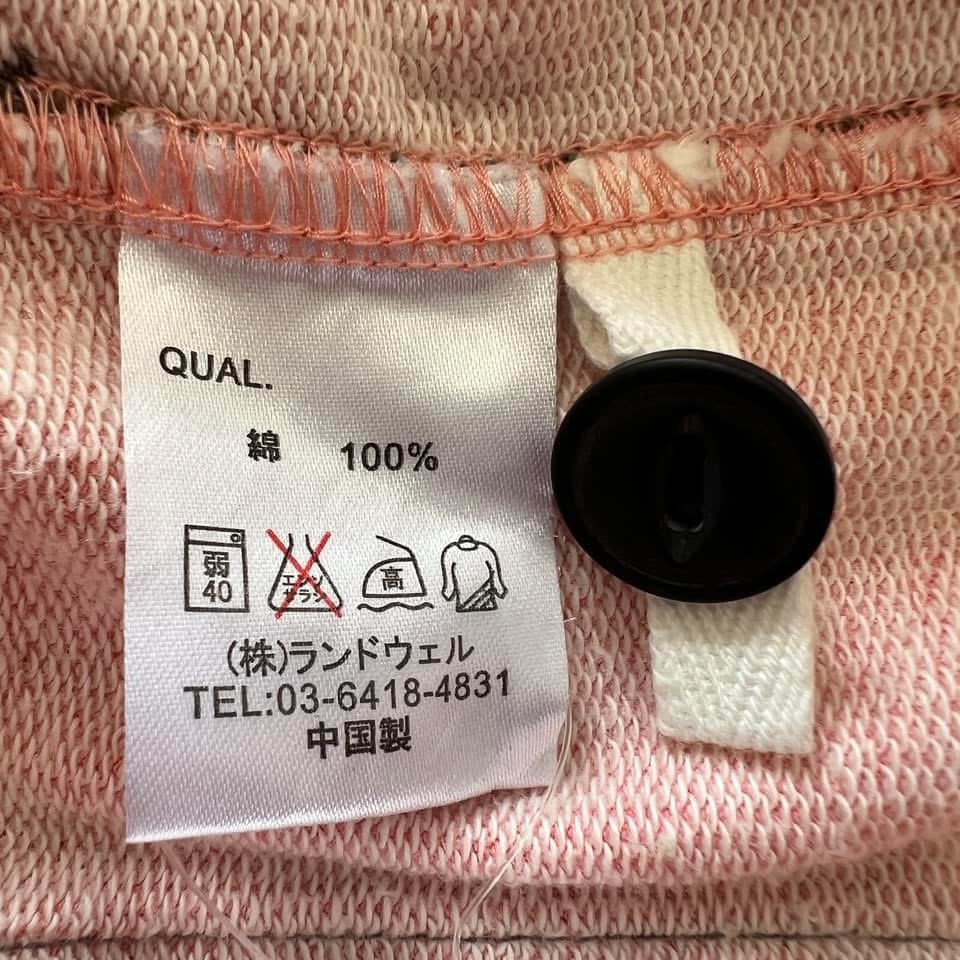 QUAL.
綿 100%
弱
40
エンソ
サラシ
高
(株)ランドウェル
TEL:03-6418-4831
中国製